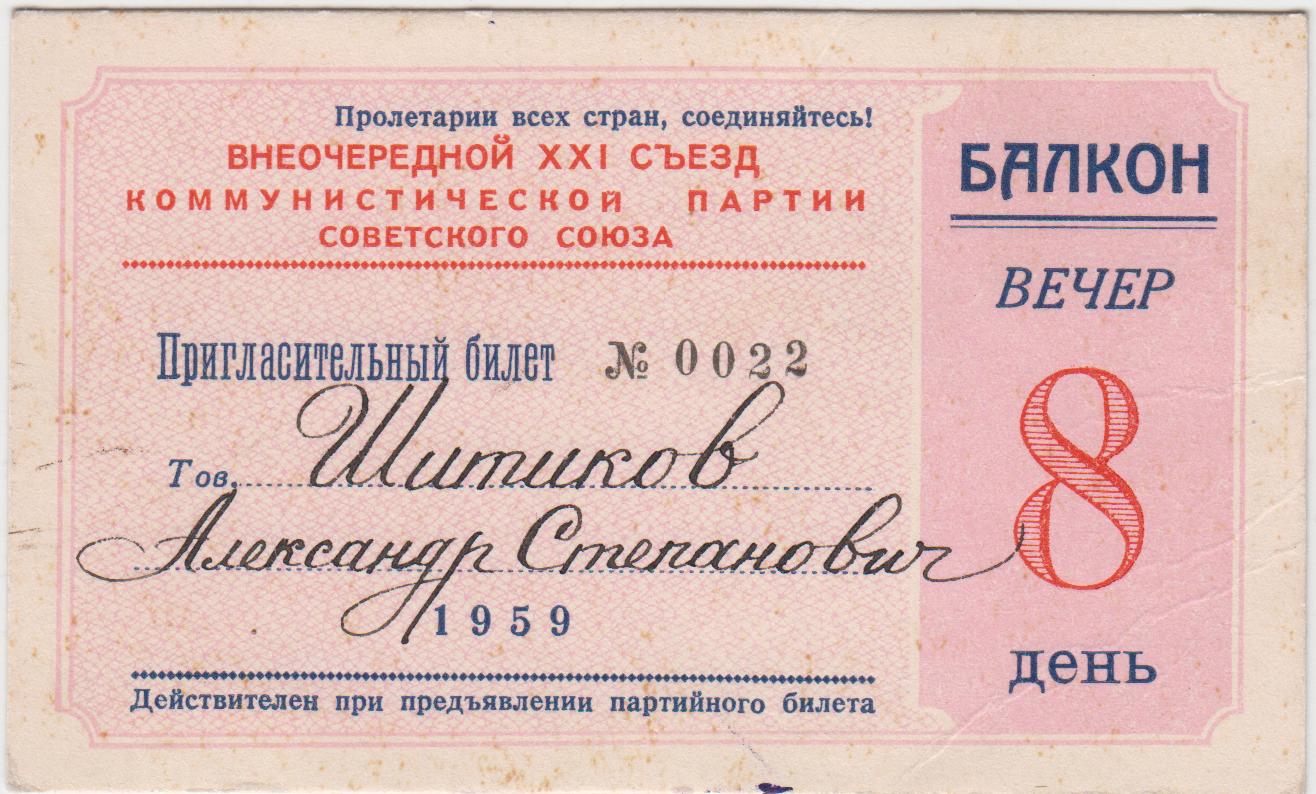 Пролетарии всех стран, соединяйтесь!
ВНЕОЧЕРЕДНОЙ XXI СЪЕЗД
КОММУНИСТИЧЕСКОЙ ПАРТИИ
СОВЕТСКОГО СОЮЗА
Пригласительный билет № 0022
Тов. Шитиков
Александр Степанович
1959
Действителен при предъявлении партийного билета
БАЛКОН
ВЕЧЕР
8
день